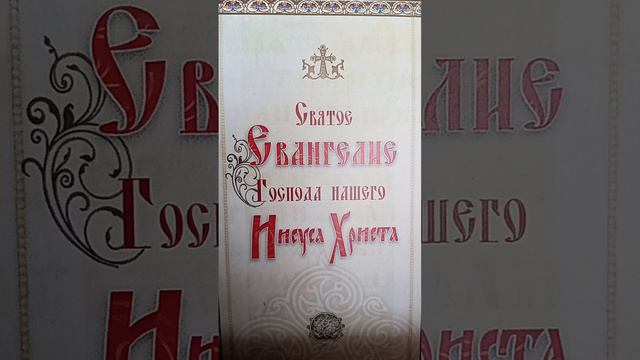 Святое
Евангелие
Господа нашего
Иисуса Христа